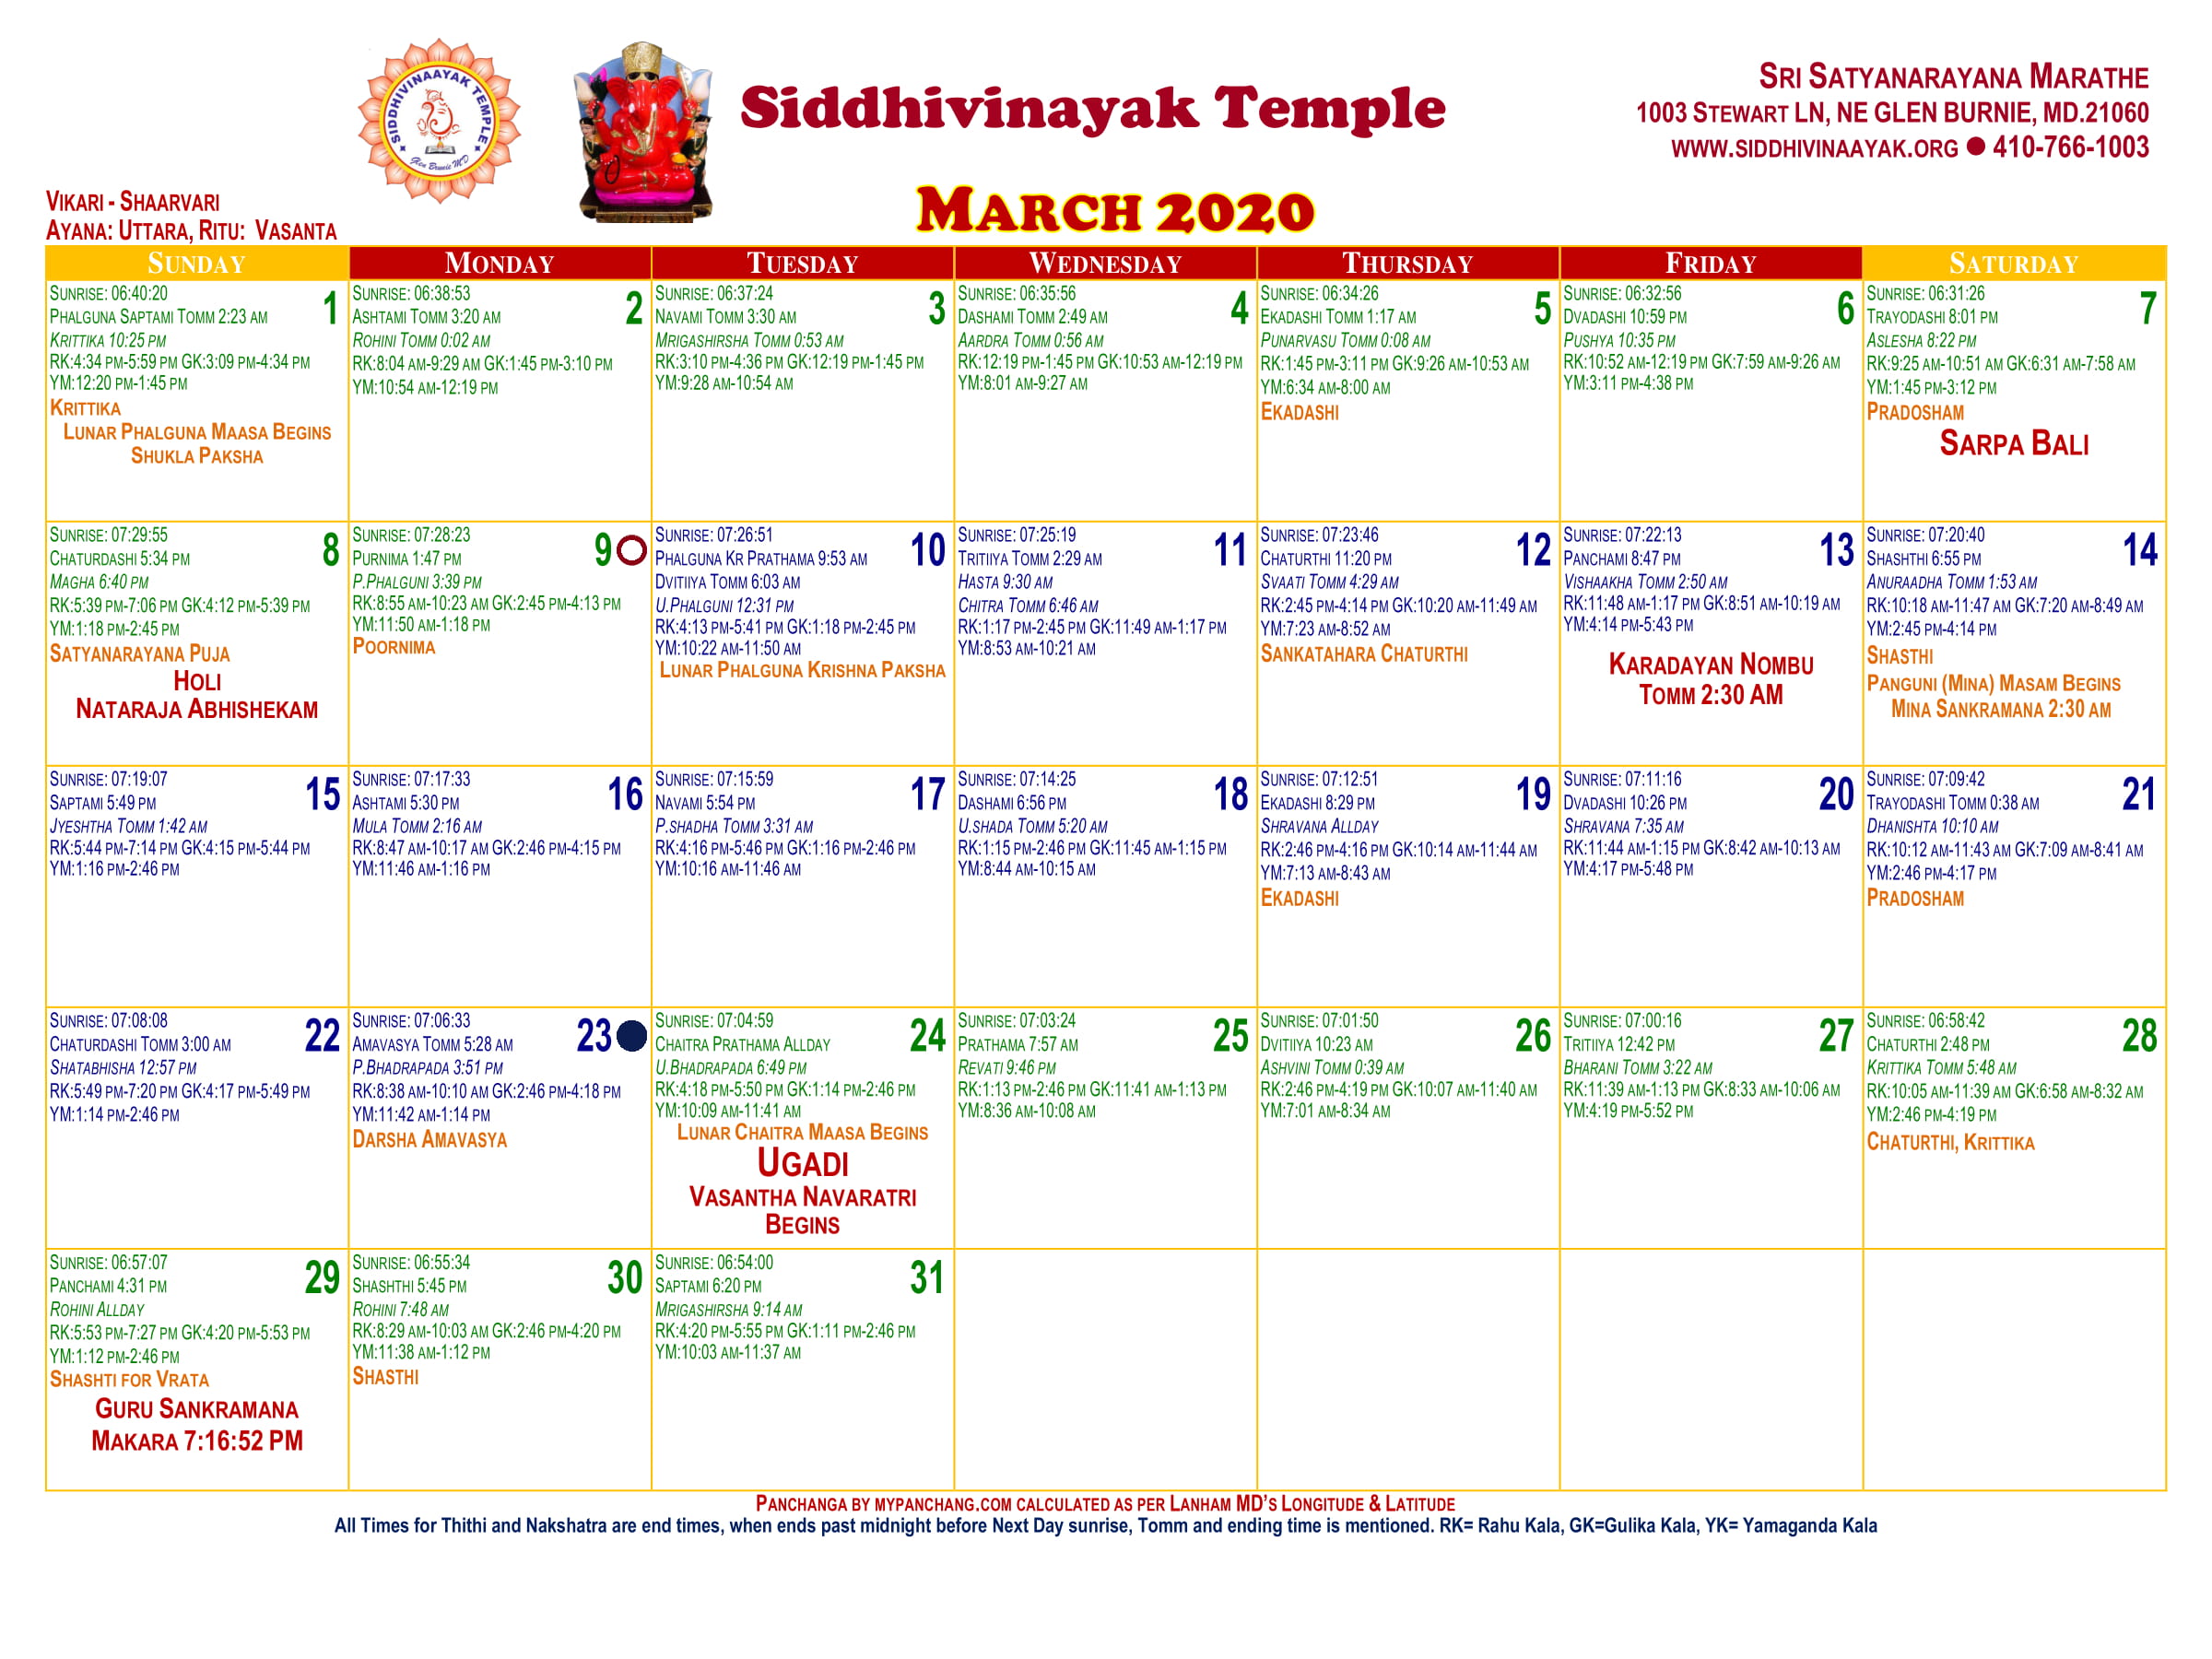 SIDDHIVINAAYAK TEMPLE
Glen Burnie MD
Siddhivinayak Temple
SRI SATYANARAYANA MARATHE
1003 STEWART LN, NE GLEN BURNIE, MD.21060
WWW.SIDDHIVINAAYAK.ORG ● 410-766-1003
VIKARI - SHAARVARI
AYANA: UTTARA, RITU: VASANTA
MARCH 2020
SUNDAY MONDAY TUESDAY WEDNESDAY THURSDAY FRIDAY SATURDAY
SUNRISE: 06:40:20
1
PHALGUNA SAPTAMI TOMM 2:23 AM
KRITTIKA 10:25 PM
RK:4:34 PM-5:59 PM GK:3:09 PM-4:34 PM
YM:12:20 PM-1:45 PM
KRITTIKA
LUNAR PHALGUNA MAASA BEGINS
SHUKLA PAKSHA
SUNRISE: 06:38:53
2
ASHTAMI TOMM 3:20 AM
ROHINI TOMM 0:02 AM
RK:8:04 AM-9:29 AM GK:1:45 PM-3:10 PM
YM:10:54 AM-12:19 PM
SUNRISE: 06:37:24
3
NAVAMI TOMM 3:30 AM
MRIGASHIRSHA TOMM 0:53 AM
RK:3:10 PM-4:36 PM GK:12:19 PM-1:45 PM
YM:9:28 AM-10:54 AM
SUNRISE: 06:35:56
4
DASHAMI TOMM 2:49 AM
AARDRA TOMM 0:56 AM
RK:12:19 PM-1:45 PM GK:10:53 AM-12:19 PM
YM:8:01 AM-9:27 AM
SUNRISE: 06:34:26
5
EKADASHI TOMM 1:17 AM
PUNARVASU TOMM 0:08 AM
RK:1:45 PM-3:11 PM GK:9:26 AM-10:53 AM
YM:6:34 AM-8:00 AM
EKADASHI
SUNRISE: 06:32:56
6
DVADASHI 10:59 PM
PUSHYA 10:35 PM
RK:10:52 AM-12:19 PM GK:7:59 AM-9:26 AM
YM:3:11 PM-4:38 PM
SUNRISE: 06:31:26
7
TRAYODASHI 8:01 PM
ASLESHA 8:22 PM
RK:9:25 AM-10:51 AM GK:6:31 AM-7:58 AM
YM:1:45 PM-3:12 PM
PRADOSHAM
SARPA BALI
SUNRISE: 07:29:55
8
CHATURDASHI 5:34 PM
MAGHA 6:40 PM
RK:5:39 PM-7:06 PM GK:4:12 PM-5:39 PM
YM:1:18 PM-2:45 PM
SATYANARAYANA PUJA
HOLI
NATARAJA ABHISHEKAM
SUNRISE: 07:28:23
9
PURNIMA 1:47 PM
P.PHALGUNI 3:39 PM
RK:8:55 AM-10:23 AM GK:2:45 PM-4:13 PM
YM:11:50 AM-1:18 PM
POORNIMA
SUNRISE: 07:26:51
10
PHALGUNA KR PRATHAMA 9:53 AM
DVITIIYA TOMM 6:03 AM
U.PHALGUNI 12:31 PM
RK:4:13 PM-5:41 PM GK:1:18 PM-2:45 PM
YM:10:22 AM-11:50 AM
LUNAR PHALGUNA KRISHNA PAKSHA
SUNRISE: 07:25:19
11
TRITIIYA TOMM 2:29 AM
HASTA 9:30 AM
CHITRA TOMM 6:46 AM
RK:1:17 PM-2:45 PM GK:11:49 AM-1:17 PM
YM:8:53 AM-10:21 AM
SUNRISE: 07:23:46
12
CHATURTHI 11:20 PM
SVAATI TOMM 4:29 AM
RK:2:45 PM-4:14 PM GK:10:20 AM-11:49 AM
YM:7:23 AM-8:52 AM
SANKATAHARA CHATURTHI
SUNRISE: 07:22:13
13
PANCHAMI 8:47 PM
VISHAAKHA TOMM 2:50 AM
RK:11:48 AM-1:17 PM GK:8:51 AM-10:19 AM
YM:4:14 PM-5:43 PM
KARADAYAN NOMBU
TOMM 2:30 AM
SUNRISE: 07:20:40
14
SHASHTHI 6:55 PM
ANURAADHA TOMM 1:53 AM
RK:10:18 AM-11:47 AM GK:7:20 AM-8:49 AM
YM:2:45 PM-4:14 PM
SHASTHI
PANGUNI (MINA) MASAM BEGINS
MINA SANKRAMANA 2:30 AM
SUNRISE: 07:19:07
15
SAPTAMI 5:49 PM
JYESHTHA TOMM 1:42 AM
RK:5:44 PM-7:14 PM GK:4:15 PM-5:44 PM
YM:1:16 PM-2:46 PM
SUNRISE: 07:17:33
16
ASHTAMI 5:30 PM
MULA TOMM 2:16 AM
RK:8:47 AM-10:17 AM GK:2:46 PM-4:15 PM
YM:11:46 AM-1:16 PM
SUNRISE: 07:15:59
17
NAVAMI 5:54 PM
P.SHADHA TOMM 3:31 AM
RK:4:16 PM-5:46 PM GK:1:16 PM-2:46 PM
YM:10:16 AM-11:46 AM
SUNRISE: 07:14:25
18
DASHAMI 6:56 PM
U.SHADA TOMM 5:20 AM
RK:1:15 PM-2:46 PM GK:11:45 AM-1:15 PM
YM:8:44 AM-10:15 AM
SUNRISE: 07:12:51
19
EKADASHI 8:29 PM
SHRAVANA ALLDAY
RK:2:46 PM-4:16 PM GK:10:14 AM-11:44 AM
YM:7:13 AM-8:43 AM
EKADASHI
SUNRISE: 07:11:16
20
DVADASHI 10:26 PM
SHRAVANA 7:35 AM
RK:11:44 AM-1:15 PM GK:8:42 AM-10:13 AM
YM:4:17 PM-5:48 PM
SUNRISE: 07:09:42
21
TRAYODASHI TOMM 0:38 AM
DHANISHTA 10:10 AM
RK:10:12 AM-11:43 AM GK:7:09 AM-8:41 AM
YM:2:46 PM-4:17 PM
PRADOSHAM
SUNRISE: 07:08:08
22
CHATURDASHI TOMM 3:00 AM
SHATABHISHA 12:57 PM
RK:5:49 PM-7:20 PM GK:4:17 PM-5:49 PM
YM:1:14 PM-2:46 PM
SUNRISE: 07:06:33
23
AMAVASYA TOMM 5:28 AM
P.BHADRAPADA 3:51 PM
RK:8:38 AM-10:10 AM GK:2:46 PM-4:18 PM
YM:11:42 AM-1:14 PM
DARSHA AMAVASYA
SUNRISE: 07:04:59
24
CHAITRA PRATHAMA ALLDAY
U.BHADRAPADA 6:49 PM
RK:4:18 PM-5:50 PM GK:1:14 PM-2:46 PM
YM:10:09 AM-11:41 AM
LUNAR CHAITRA MAASA BEGINS
UGADI
VASANTHA NAVARATRI
BEGINS
SUNRISE: 07:03:24
25
PRATHAMA 7:57 AM
REVATI 9:46 PM
RK:1:13 PM-2:46 PM GK:11:41 AM-1:13 PM
YM:8:36 AM-10:08 AM
SUNRISE: 07:01:50
26
DVITIIYA 10:23 AM
ASHVINI TOMM 0:39 AM
RK:2:46 PM-4:19 PM GK:10:07 AM-11:40 AM
YM:7:01 AM-8:34 AM
SUNRISE: 07:00:16
27
TRITIIYA 12:42 PM
BHARANI TOMM 3:22 AM
RK:11:39 AM-1:13 PM GK:8:33 AM-10:06 AM
YM:4:19 PM-5:52 PM
SUNRISE: 06:58:42
28
CHATURTHI 2:48 PM
KRITTIKA TOMM 5:48 AM
RK:10:05 AM-11:39 AM GK:6:58 AM-8:32 AM
YM:2:46 PM-4:19 PM
CHATURTHI, KRITTIKA
SUNRISE: 06:57:07
29
PANCHAMI 4:31 PM
ROHINI ALLDAY
RK:5:53 PM-7:27 PM GK:4:20 PM-5:53 PM
YM:1:12 PM-2:46 PM
SHASHTI FOR VRATA
GURU SANKRAMANA
MAKARA 7:16:52 PM
SUNRISE: 06:55:34
30
SHASHTHI 5:45 PM
ROHINI 7:48 AM
RK:8:29 AM-10:03 AM GK:2:46 PM-4:20 PM
YM:11:38 AM-1:12 PM
SHASTHI
SUNRISE: 06:54:00
31
SAPTAMI 6:20 PM
MRIGASHIRSHA 9:14 AM
RK:4:20 PM-5:55 PM GK:1:11 PM-2:46 PM
YM:10:03 AM-11:37 AM
PANCHANGA BY MYPANCHANG.COM CALCULATED AS PER LANHAM MD'S LONGITUDE & LATITUDE
All Times for Thithi and Nakshatra are end times, when ends past midnight before Next Day sunrise, Tomm and ending time is mentioned. RK= Rahu Kala, GK=Gulika Kala, YK= Yamaganda Kala